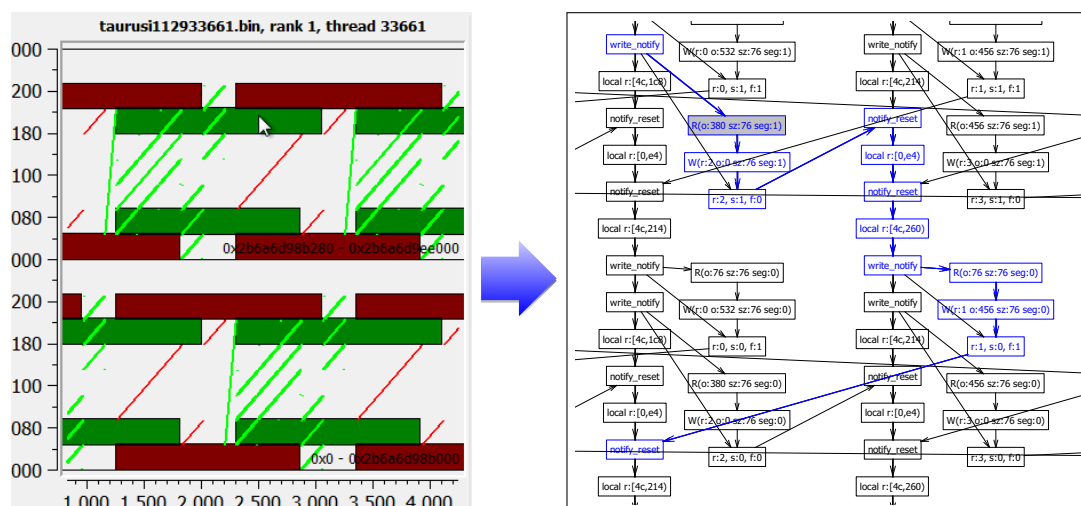 taurusi112933661.bin, rank 1, thread 33661
000
200
180
100
080
000
0x2b6a6d98b280 - 0x2b6a6d9ee000
200
180
100
080
000
0x0 - 0x2b6a6d98b000
1 000 1 500 2 000 2 500 3 000 3 500 4 000
write_notify
W(r:0 o:532 sz:76 seg:1)
local r:[4c,1c8)
r:0, s:1, f:1
notify_reset
R(o:380 sz:76 seg:1)
local r:[0,e4)
W(r:2 o:0 sz:76 seg:1)
notify_reset
r:2, s:1, f:0
local r:[4c,214)
write_notify
R(o:76 sz:76 seg:0)
write_notify
W(r:0 o:532 sz:76 seg:0)
local r:[4c,1c8)
r:0, s:0, f:1
notify_reset
R(o:380 sz:76 seg:0)
local r:[0,e4)
W(r:2 o:0 sz:76 seg:0)
notify_reset
r:2, s:0, f:0
local r:[4c,214)
write_notify
W(r:1 o:456 sz:76 seg:1)
local r:[4c,214)
r:1, s:1, f:1
notify_reset
R(o:456 sz:76 seg:1)
local r:[0,e4)
W(r:3 o:0 sz:76 seg:1)
notify_reset
r:3, s:1, f:0
local r:[4c,260)
write_notify
R(o:76 sz:76 seg:0)
write_notify
W(r:1 o:456 sz:76 seg:0)
local r:[4c,214)
r:1, s:0, f:1
notify_reset
R(o:456 sz:76 seg:0)
local r:[0,e4)
W(r:3 o:0 sz:76 seg:0)
notify_reset
r:3, s:0, f:0
local r:[4c,260)